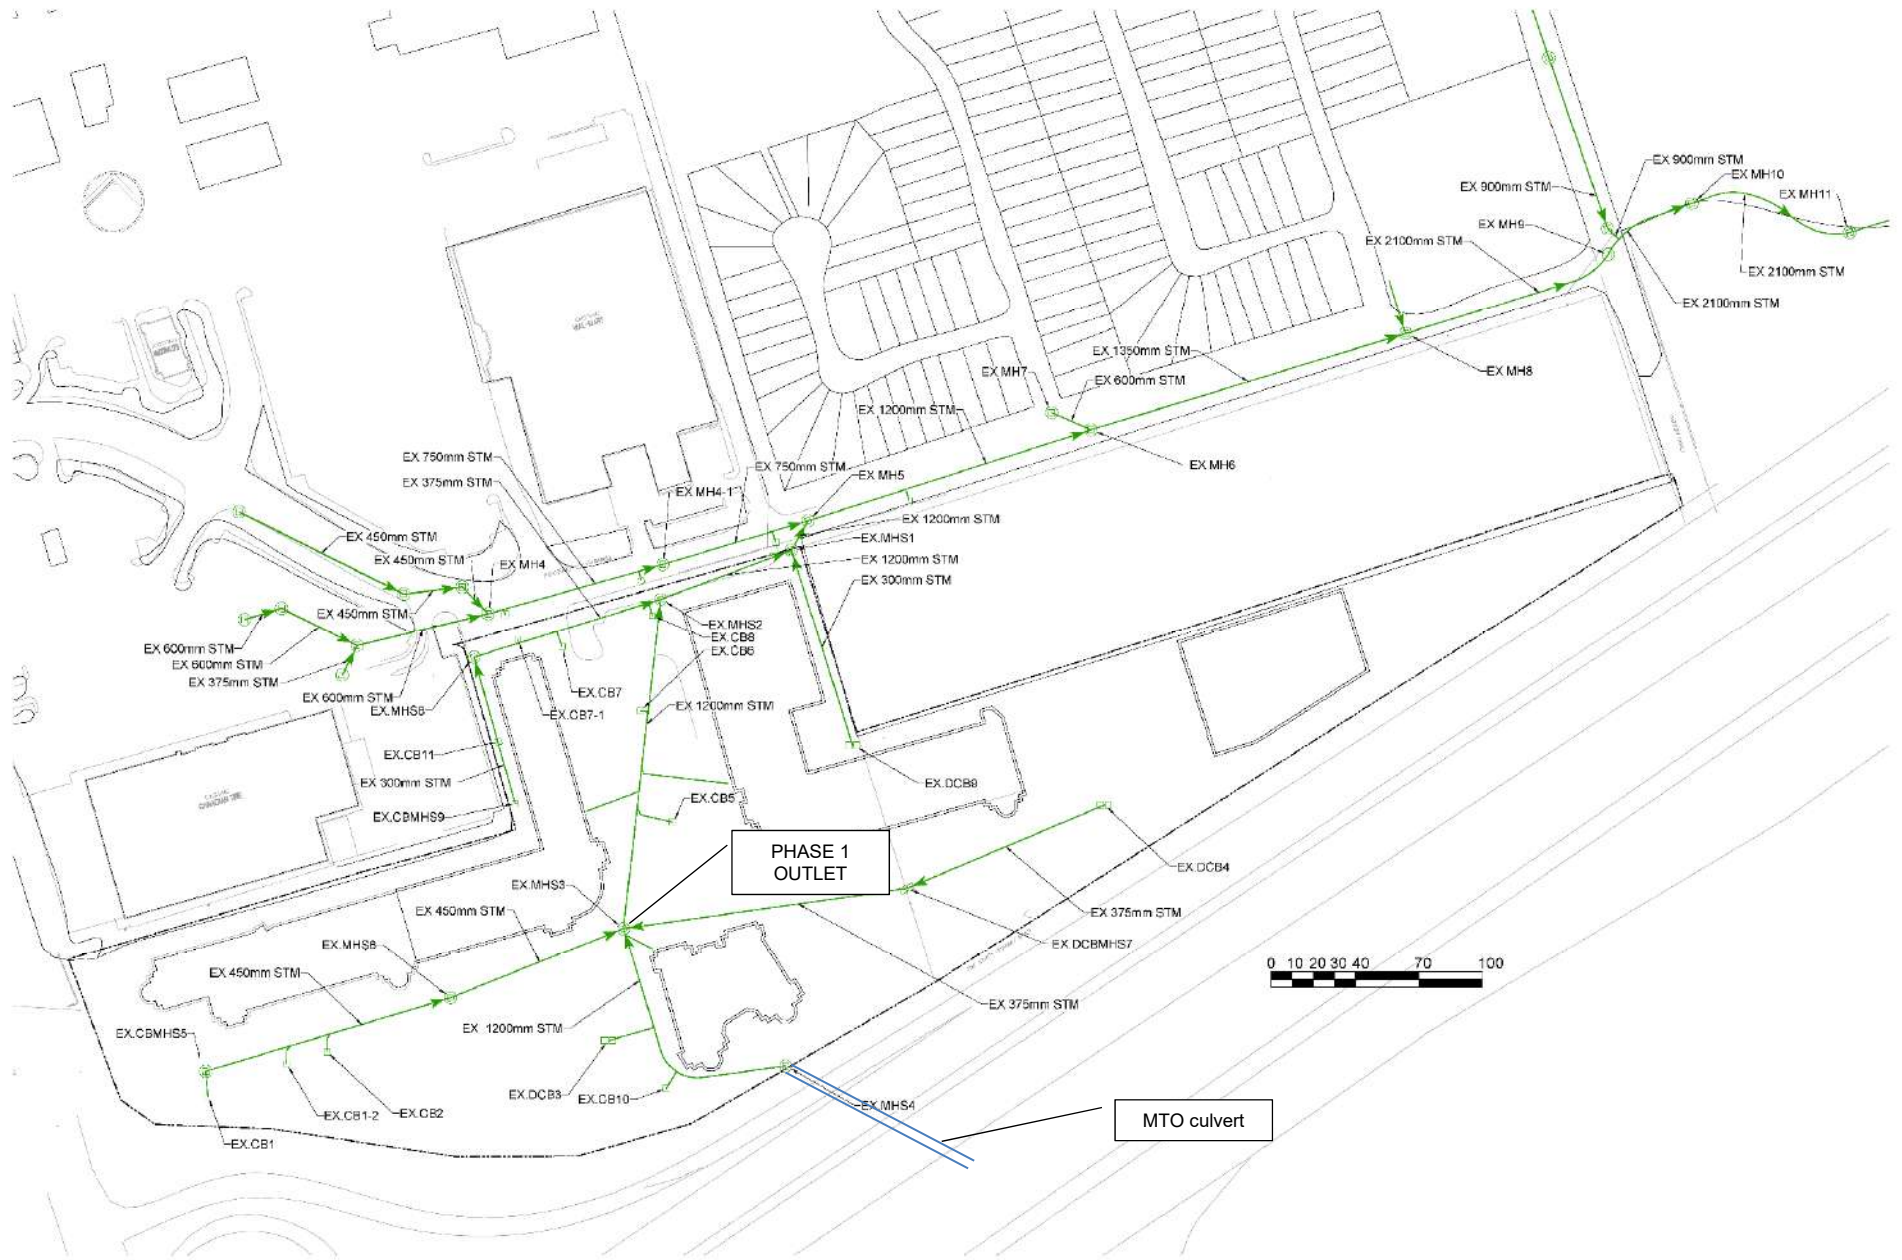 EX 900mm STM
EX MH10
EX 900mm STM
EX MH11
EX MH9
EX 2100mm STM
EX 2100mm STM
EX 2100mm STM
EX 1350mm STM
EX MH7
EX 600mm STM
EX MH8
EX 1200mm STM
EX 750mm STM
EX 750mm STM
EX MH5
EX MH6
EX 375mm STM
EX MH4-1
EX 1200mm STM
EX 450mm STM
EX.MHS1
EX 450mm STM
EX MH4
EX 1200mm STM
EX 300mm STM
EX 450mm STM
EX.MHS2
EX.CB8
EX 600mm STM
EX.CB6
EX 600mm STM
EX 375mm STM
EX 600mm STM
EX.CB7
EX.MHS8
EX 1200mm STM
EX.CB7-1
EX.CB11
EX 300mm STM
EX.DCB9
EX.CB5
EX.CBMHS9
PHASE 1
OUTLET
EX.DCB4
EX.MHS3
EX 450mm STM
EX 375mm STM
EX.MHS6
EX DCBMHS7
EX 450mm STM
0 10 20 30 40 70 100
EX 375mm STM
EX 1200mm STM
EX.CBMHS5
EX.DCB3
EX.CB10
EX.MHS4
EX.CB1-2
EX.CB2
MTO culvert
EX.CB1